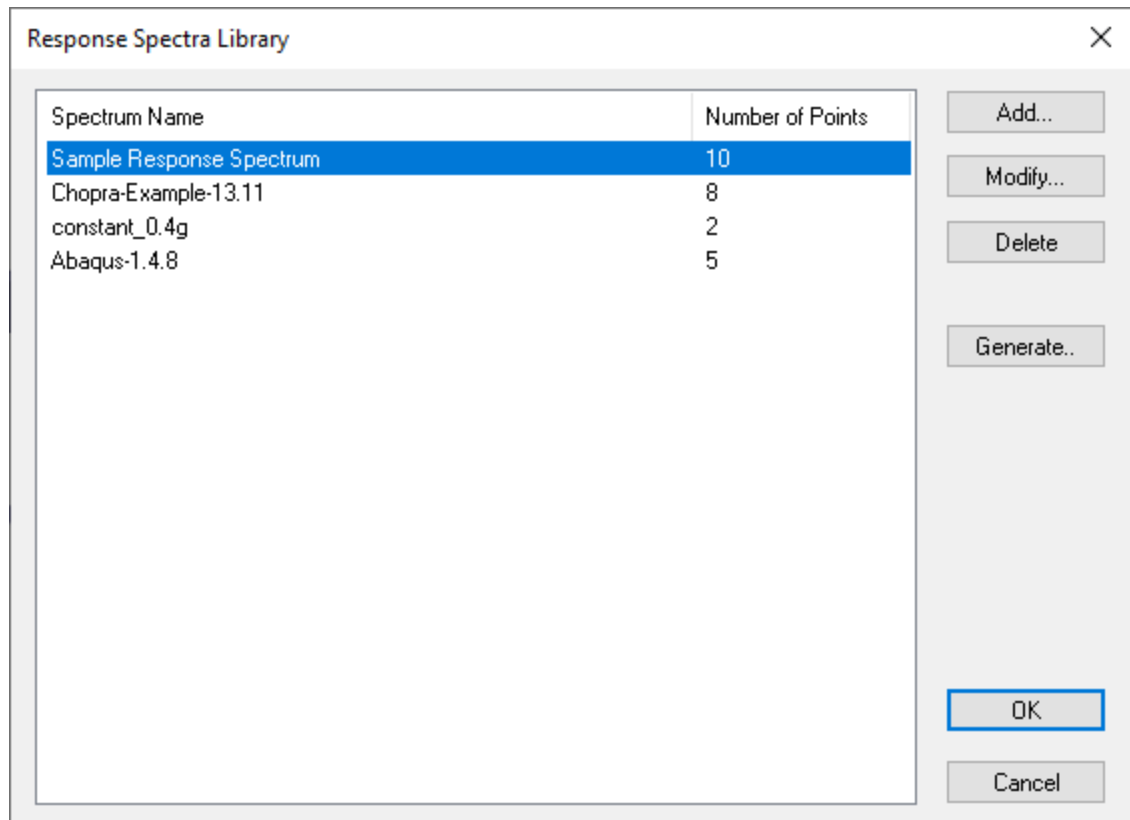 Response Spectra Library
Spectrum Name Number of Points
Sample Response Spectrum 10
Chopra-Example-13.11 8
constant_0.4g 2
Abaqus-1.4.8 5
Add...
Modify...
Delete
Generate..
OK
Cancel